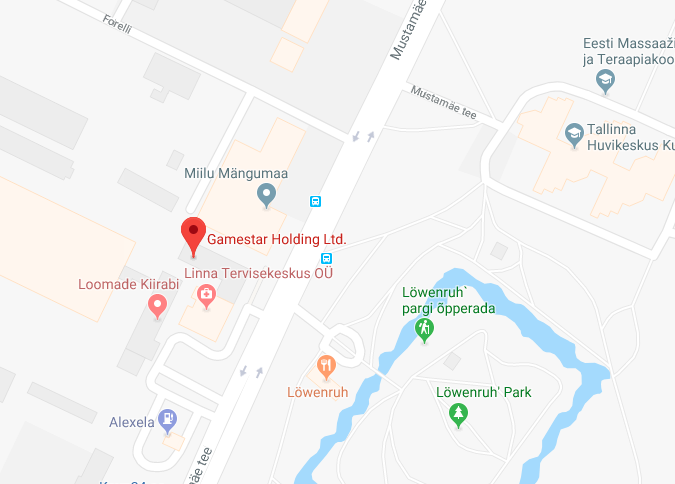 Forelli
Mustamäe
Eesti Massaaži
ja Teraapiakoo
Mustamäe tee
Tallinna
Huvikeskus Ku
Miilu Mängumaa
Gamestar Holding Ltd.
Linna Tervisekeskus OÜ
Loomade Kiirabi
Löwenruh`
pargi õpperada
Löwenruh
Löwenruh' Park
Alexela
äe tee